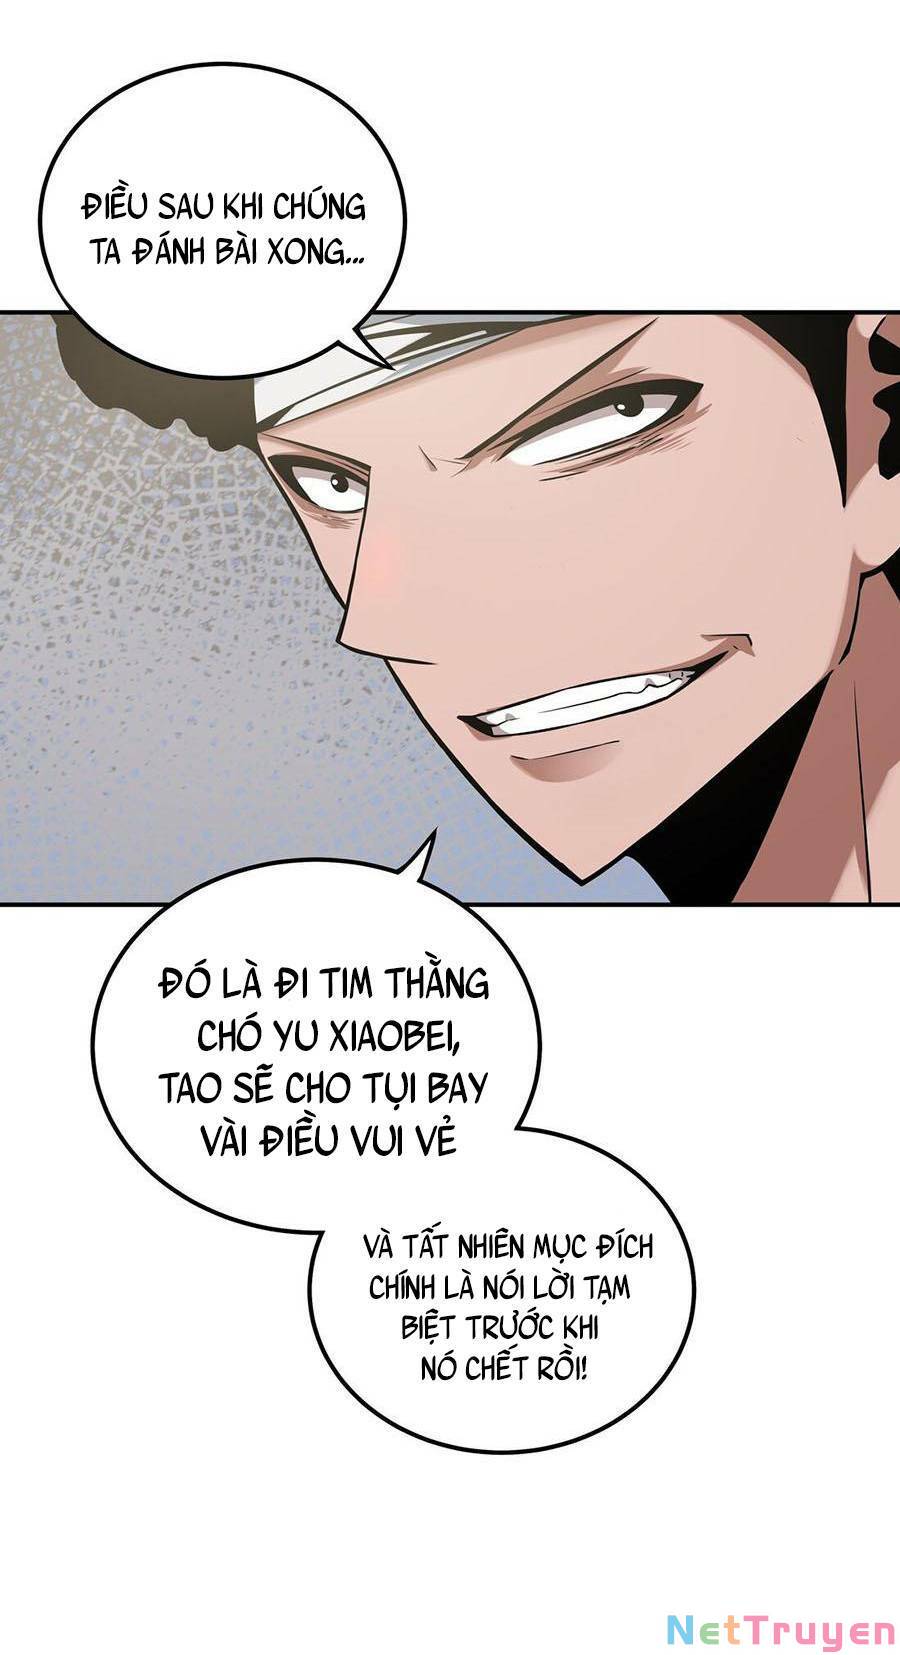 ĐIỀU SAU KHI CHÚNG
TA ĐÁNH BÀI XONG...
ĐÓ LÀ ĐI TIM THẰNG
CHÓ YU XIAOBEI,
TAO SẼ CHO TỤI BAY
VÀI ĐIỀU VUI VẺ
VÀ TẤT NHIÊN MỤC ĐÍCH
CHÍNH LÀ NÓI LỜI TẠM
BIỆT TRƯỚC KHI
NÓ CHẾT RỒI!
NetTruyen